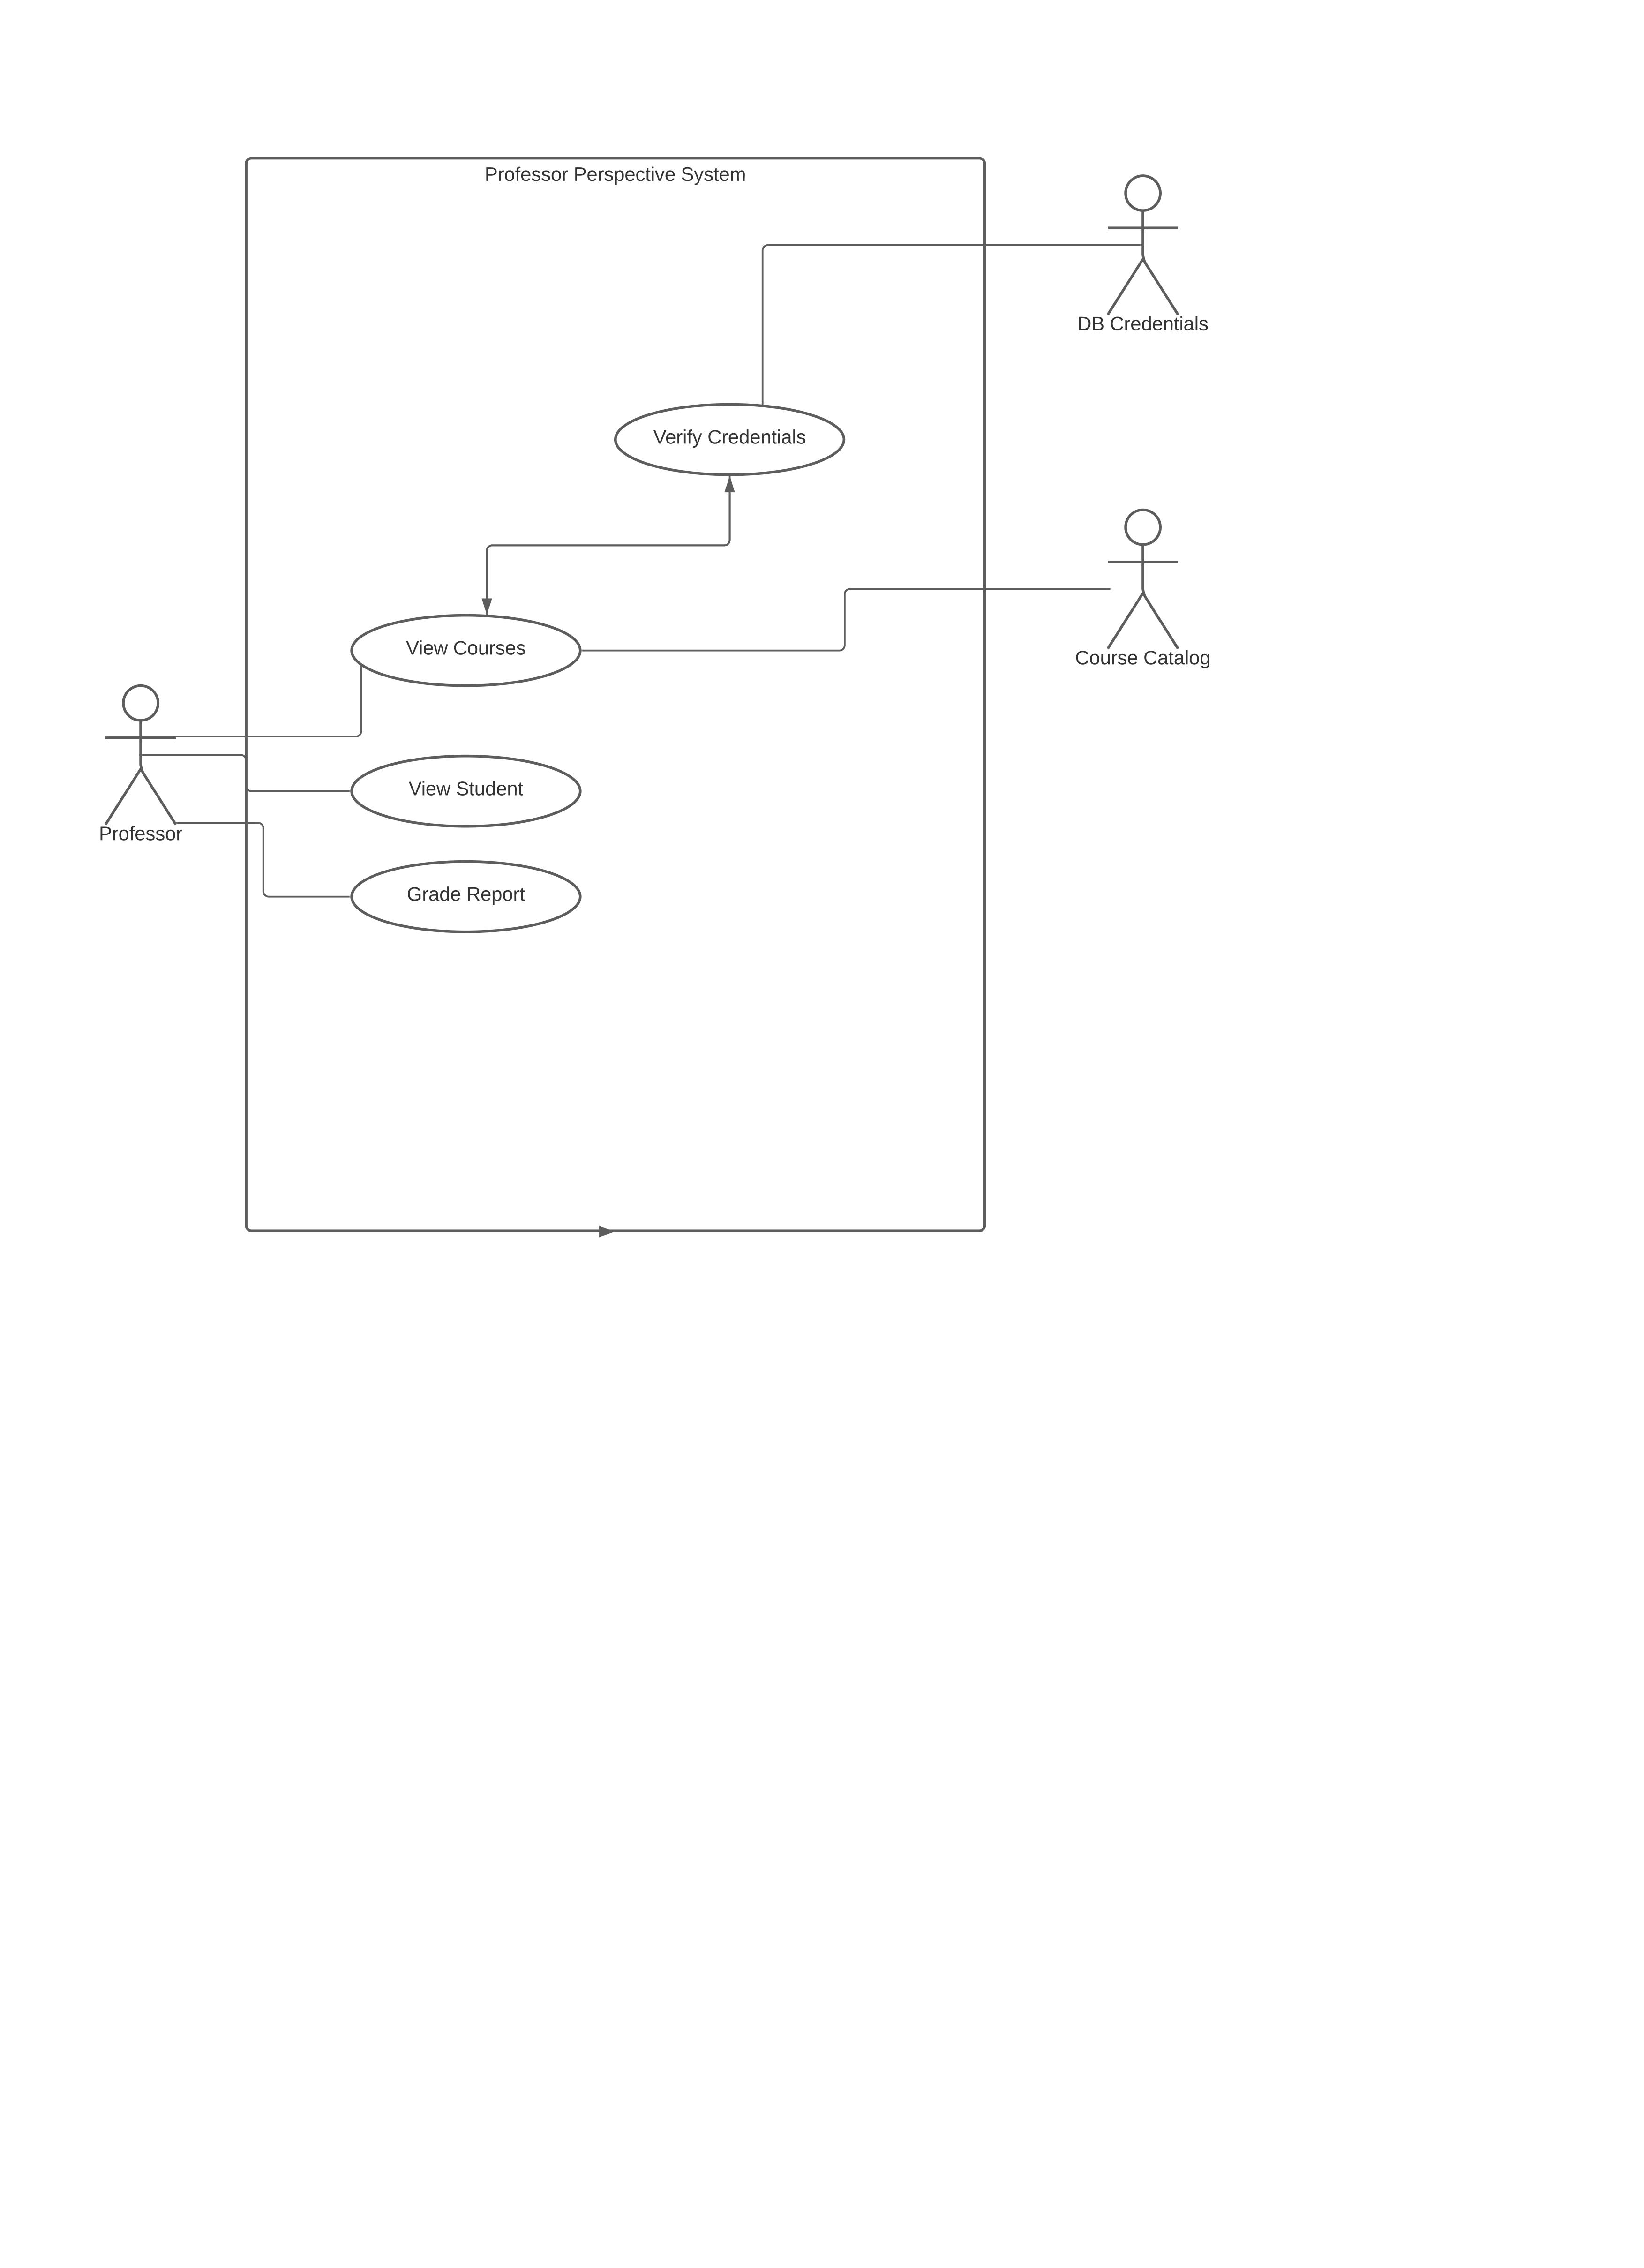 Professor Perspective System
DB Credentials
Verify Credentials
View Courses
Course Catalog
View Student
Professor
Grade Report